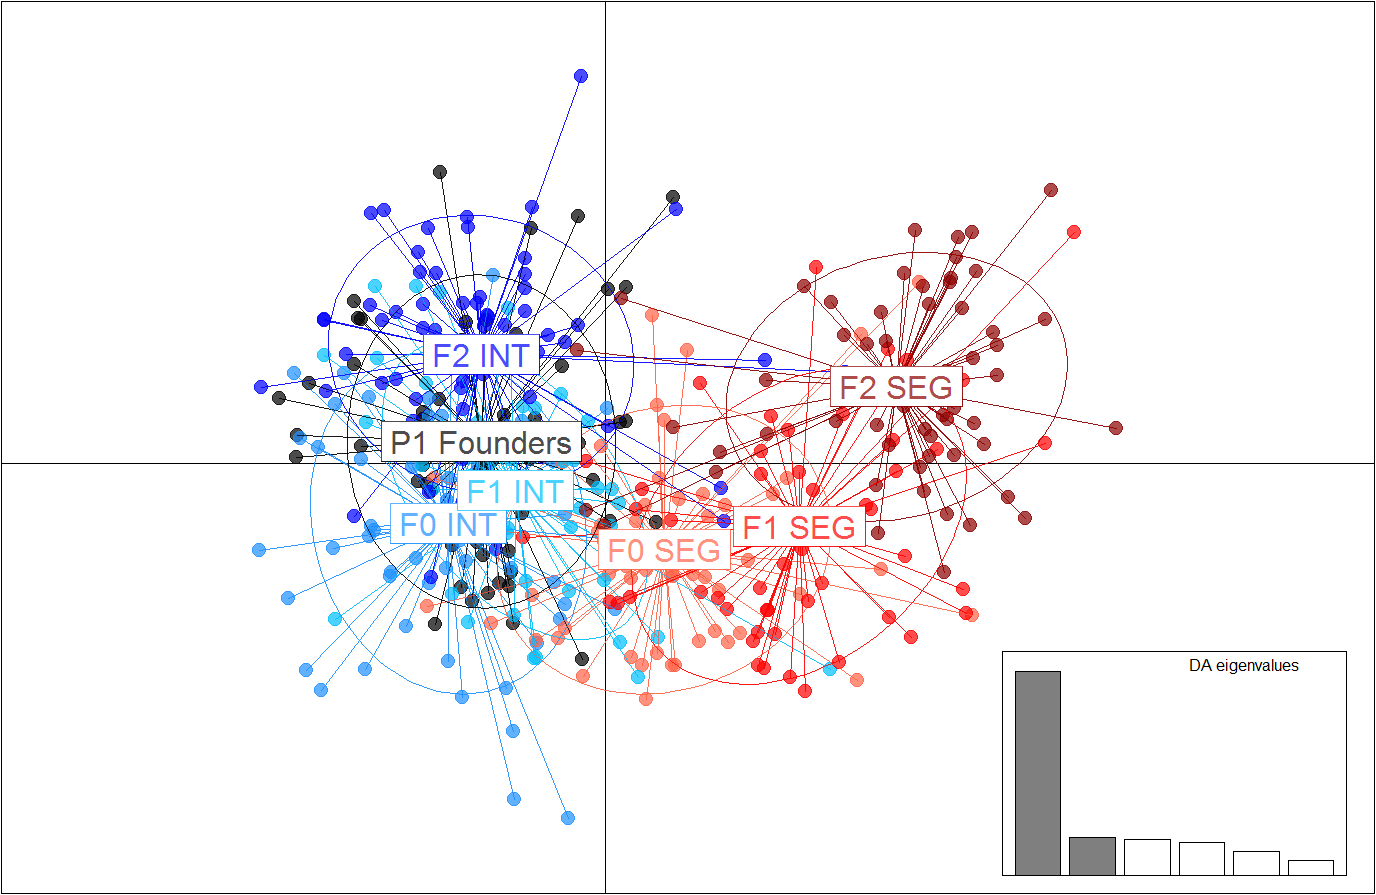 F2 INT
F2 SEG
P1 Founders
F1 INT
F0 INT
F1 SEG
F0 SEG
DA eigenvalues